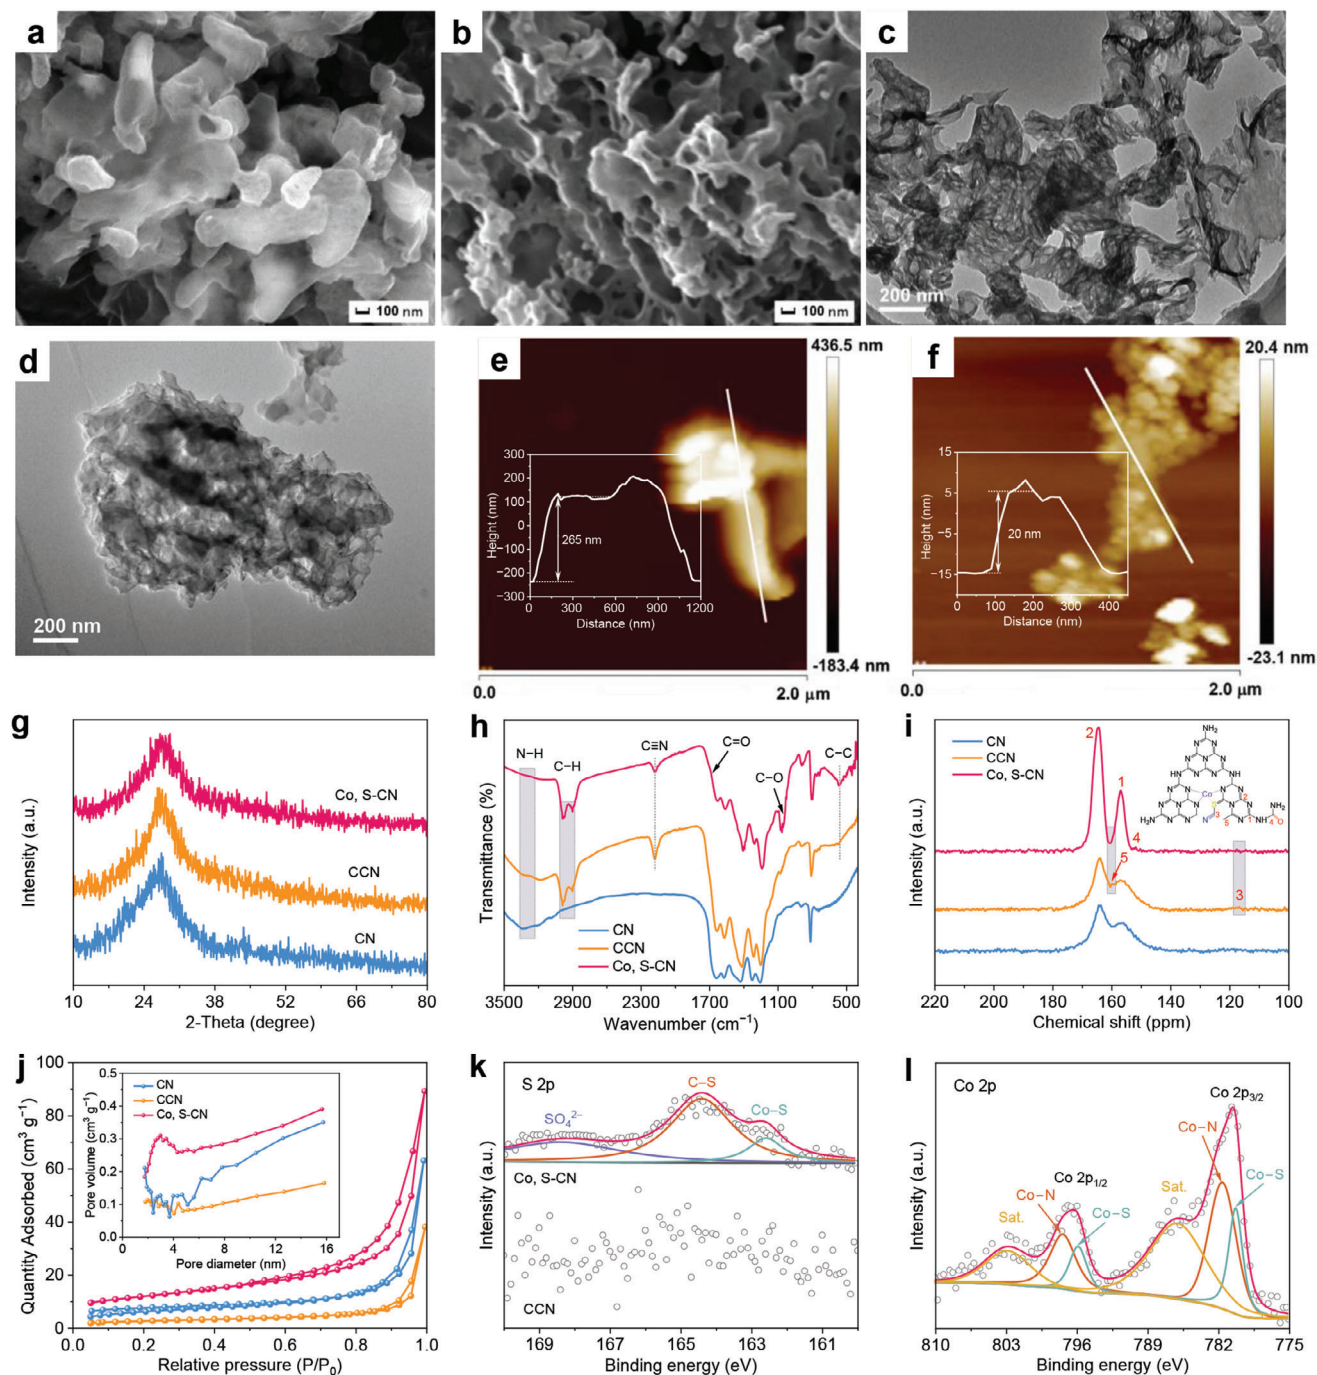 a
100 nm
b
100 nm
c
200 nm
d
200 nm
e
436.5 nm
-183.4 nm
0.0
2.0 μm
Height (nm)
300
200
100
0
−100
−200
−300
265 nm
0
300
600
900
1200
Distance (nm)
f
20.4 nm
-23.1 nm
0.0
2.0 μm
Height (nm)
15
5
−5
−15
20 nm
0
100
200
300
400
Distance (nm)
g
Intensity (a.u.)
Co, S-CN
CCN
CN
10 24 38 52 66 80
2-Theta (degree)
h
Transmittance (%)
N−H
C−H
C≡N
C=O
C−O
C−C
CN
CCN
Co, S-CN
3500 2900 2300 1700 1100 500
Wavenumber (cm⁻¹)
i
Intensity (a.u.)
CN
CCN
Co, S-CN
2
1
4
5
3
NH₂
Co
220 200 180 160 140 120 100
Chemical shift (ppm)
j
Quantity Adsorbed (cm³ g⁻¹)
100
80
60
40
20
0
0.0 0.2 0.4 0.6 0.8 1.0
Relative pressure (P/P₀)
CN
CCN
Co, S-CN
Pore volume (cm³ g⁻¹)
0.5
0.4
0.3
0.2
0.1
0.0
0 4 8 12 16
Pore diameter (nm)
k
Intensity (a.u.)
S 2p
SO₄²⁻
C−S
Co−S
Co, S-CN
CCN
169 167 165 163 161
Binding energy (eV)
l
Intensity (a.u.)
Co 2p
Co 2p₃/₂
Co−N
Co 2p₁/₂
Co−S
Sat.
Co−N
Co−S
Sat.
810 803 796 789 782 775
Binding energy (eV)